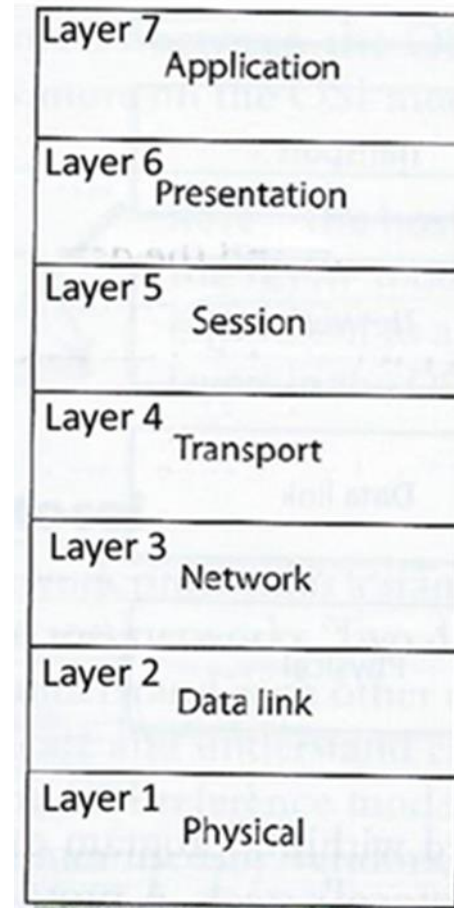 Layer 7
Application
Layer 6
Presentation
Layer 5
Session
Layer 4
Transport
Layer 3
Network
Layer 2
Data link
Layer 1
Physical